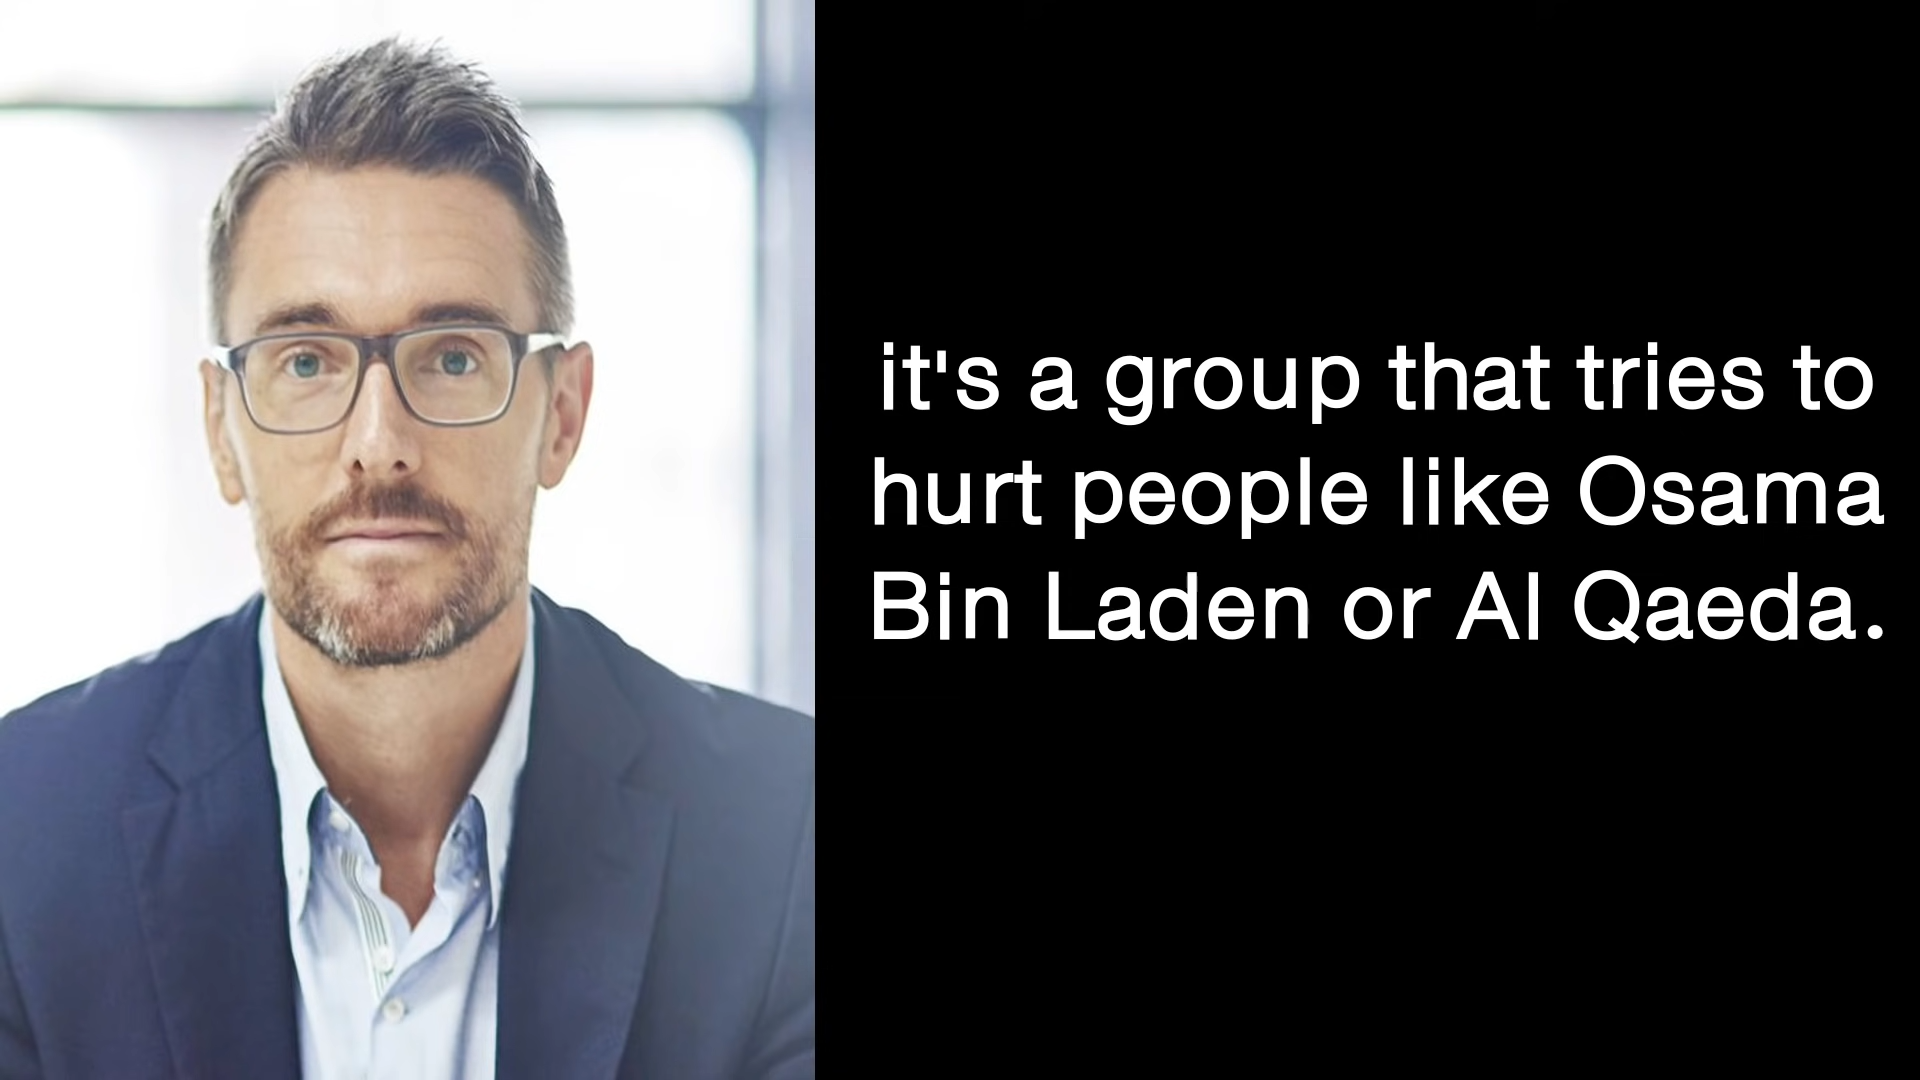 it's a group that tries to
hurt people like Osama
Bin Laden or Al Qaeda.